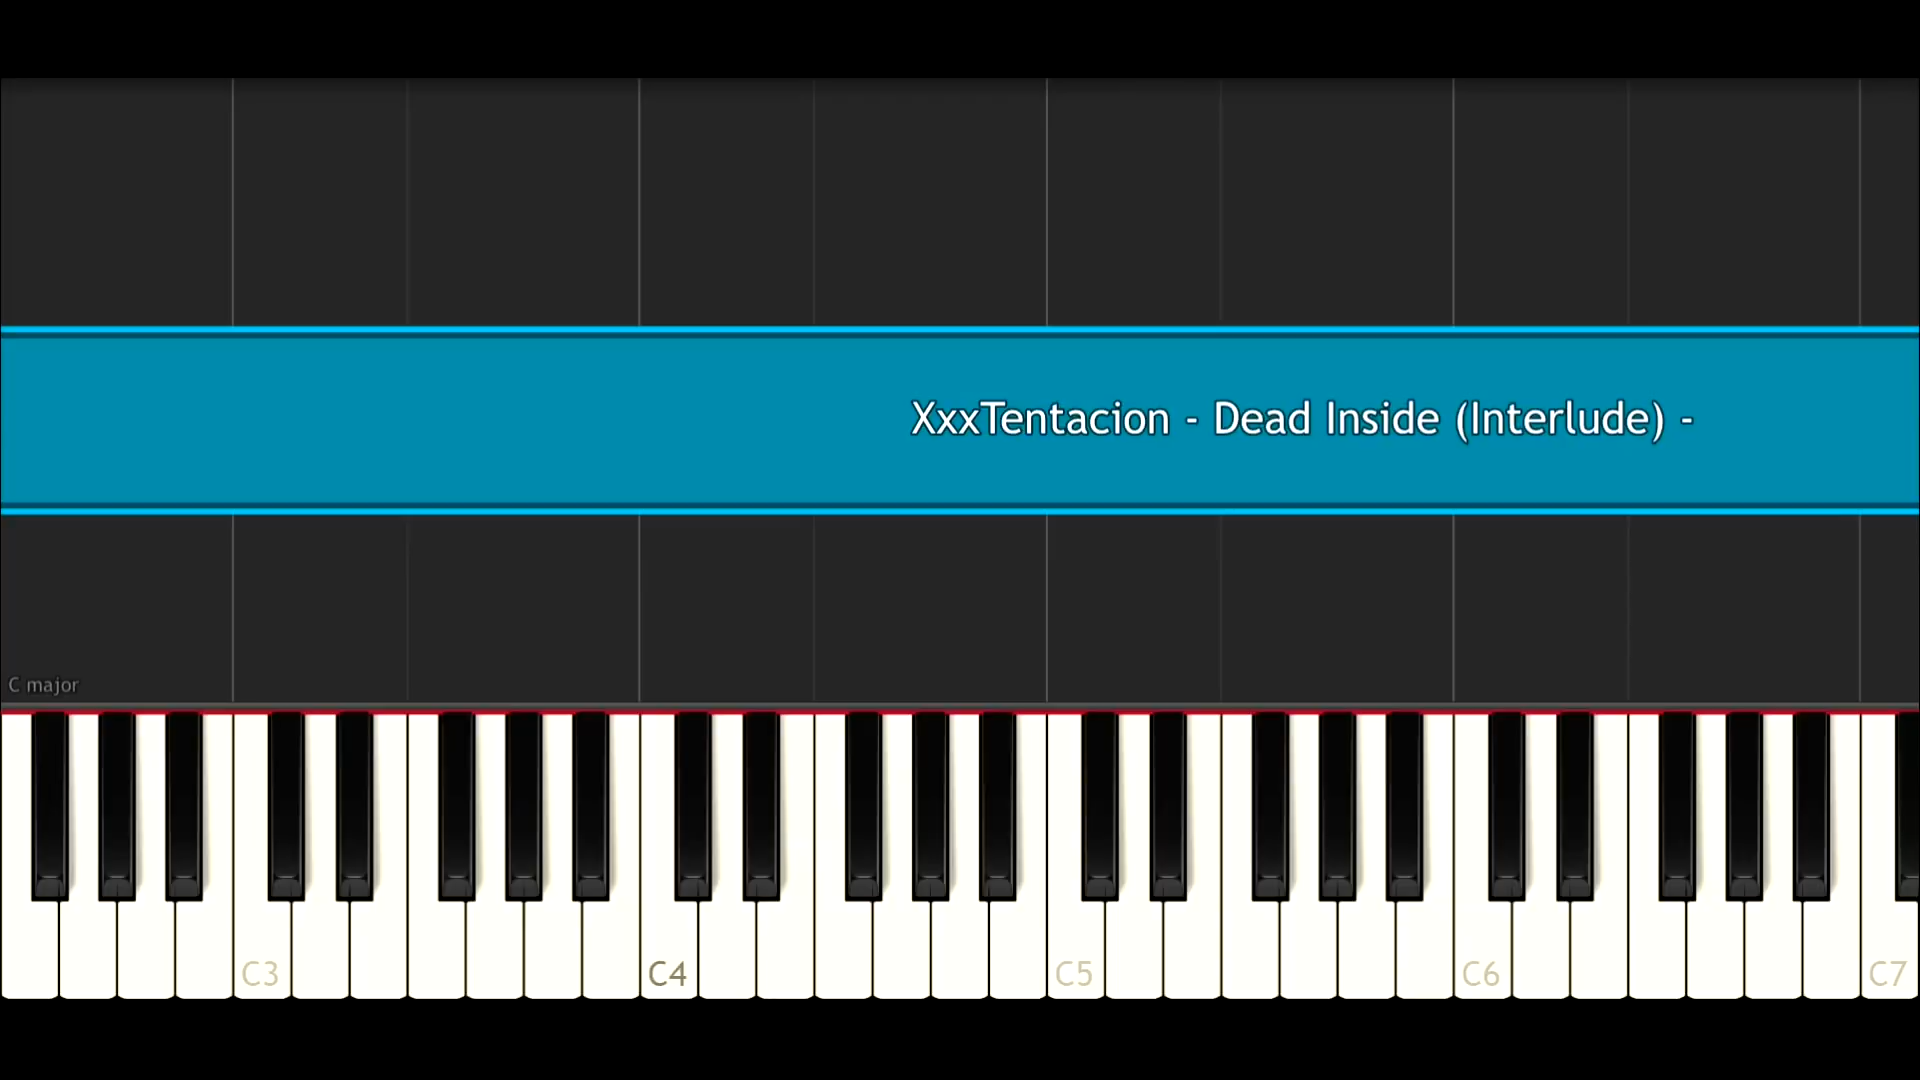 XxxTentacion - Dead Inside (Interlude) -
C major
C3 C4 C5 C6 C7